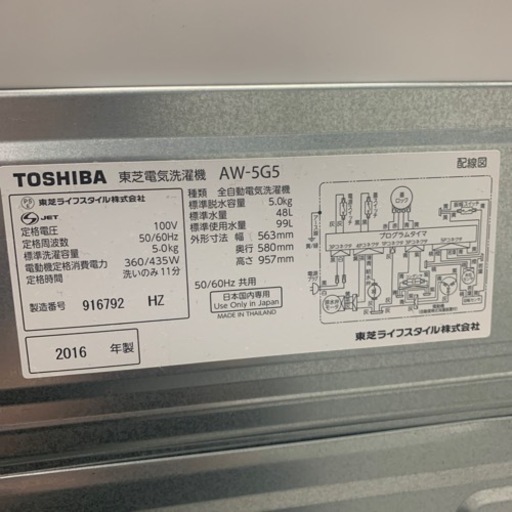 TOSHIBA 東芝電気洗濯機 AW-5G5
東芝ライフスタイル株式会社
JET
定格電圧 100V
定格周波数 50/60Hz
標準洗濯容量 5.0kg
電動機定格消費電力 360/435W
定格時間 洗いのみ 11分
製造番号 916792 HZ
2016 年製
種類 全自動電気洗濯機
標準脱水容量 5.0kg
標準水量 48L
標準使用水量 99L
外形寸法 幅 563mm
奥行 580mm
高さ 957mm
50/60Hz 共用
日本国内専用
Use Only in Japan
MADE IN THAILAND
配線図
プログラムタイマ
東芝ライフスタイル株式会社